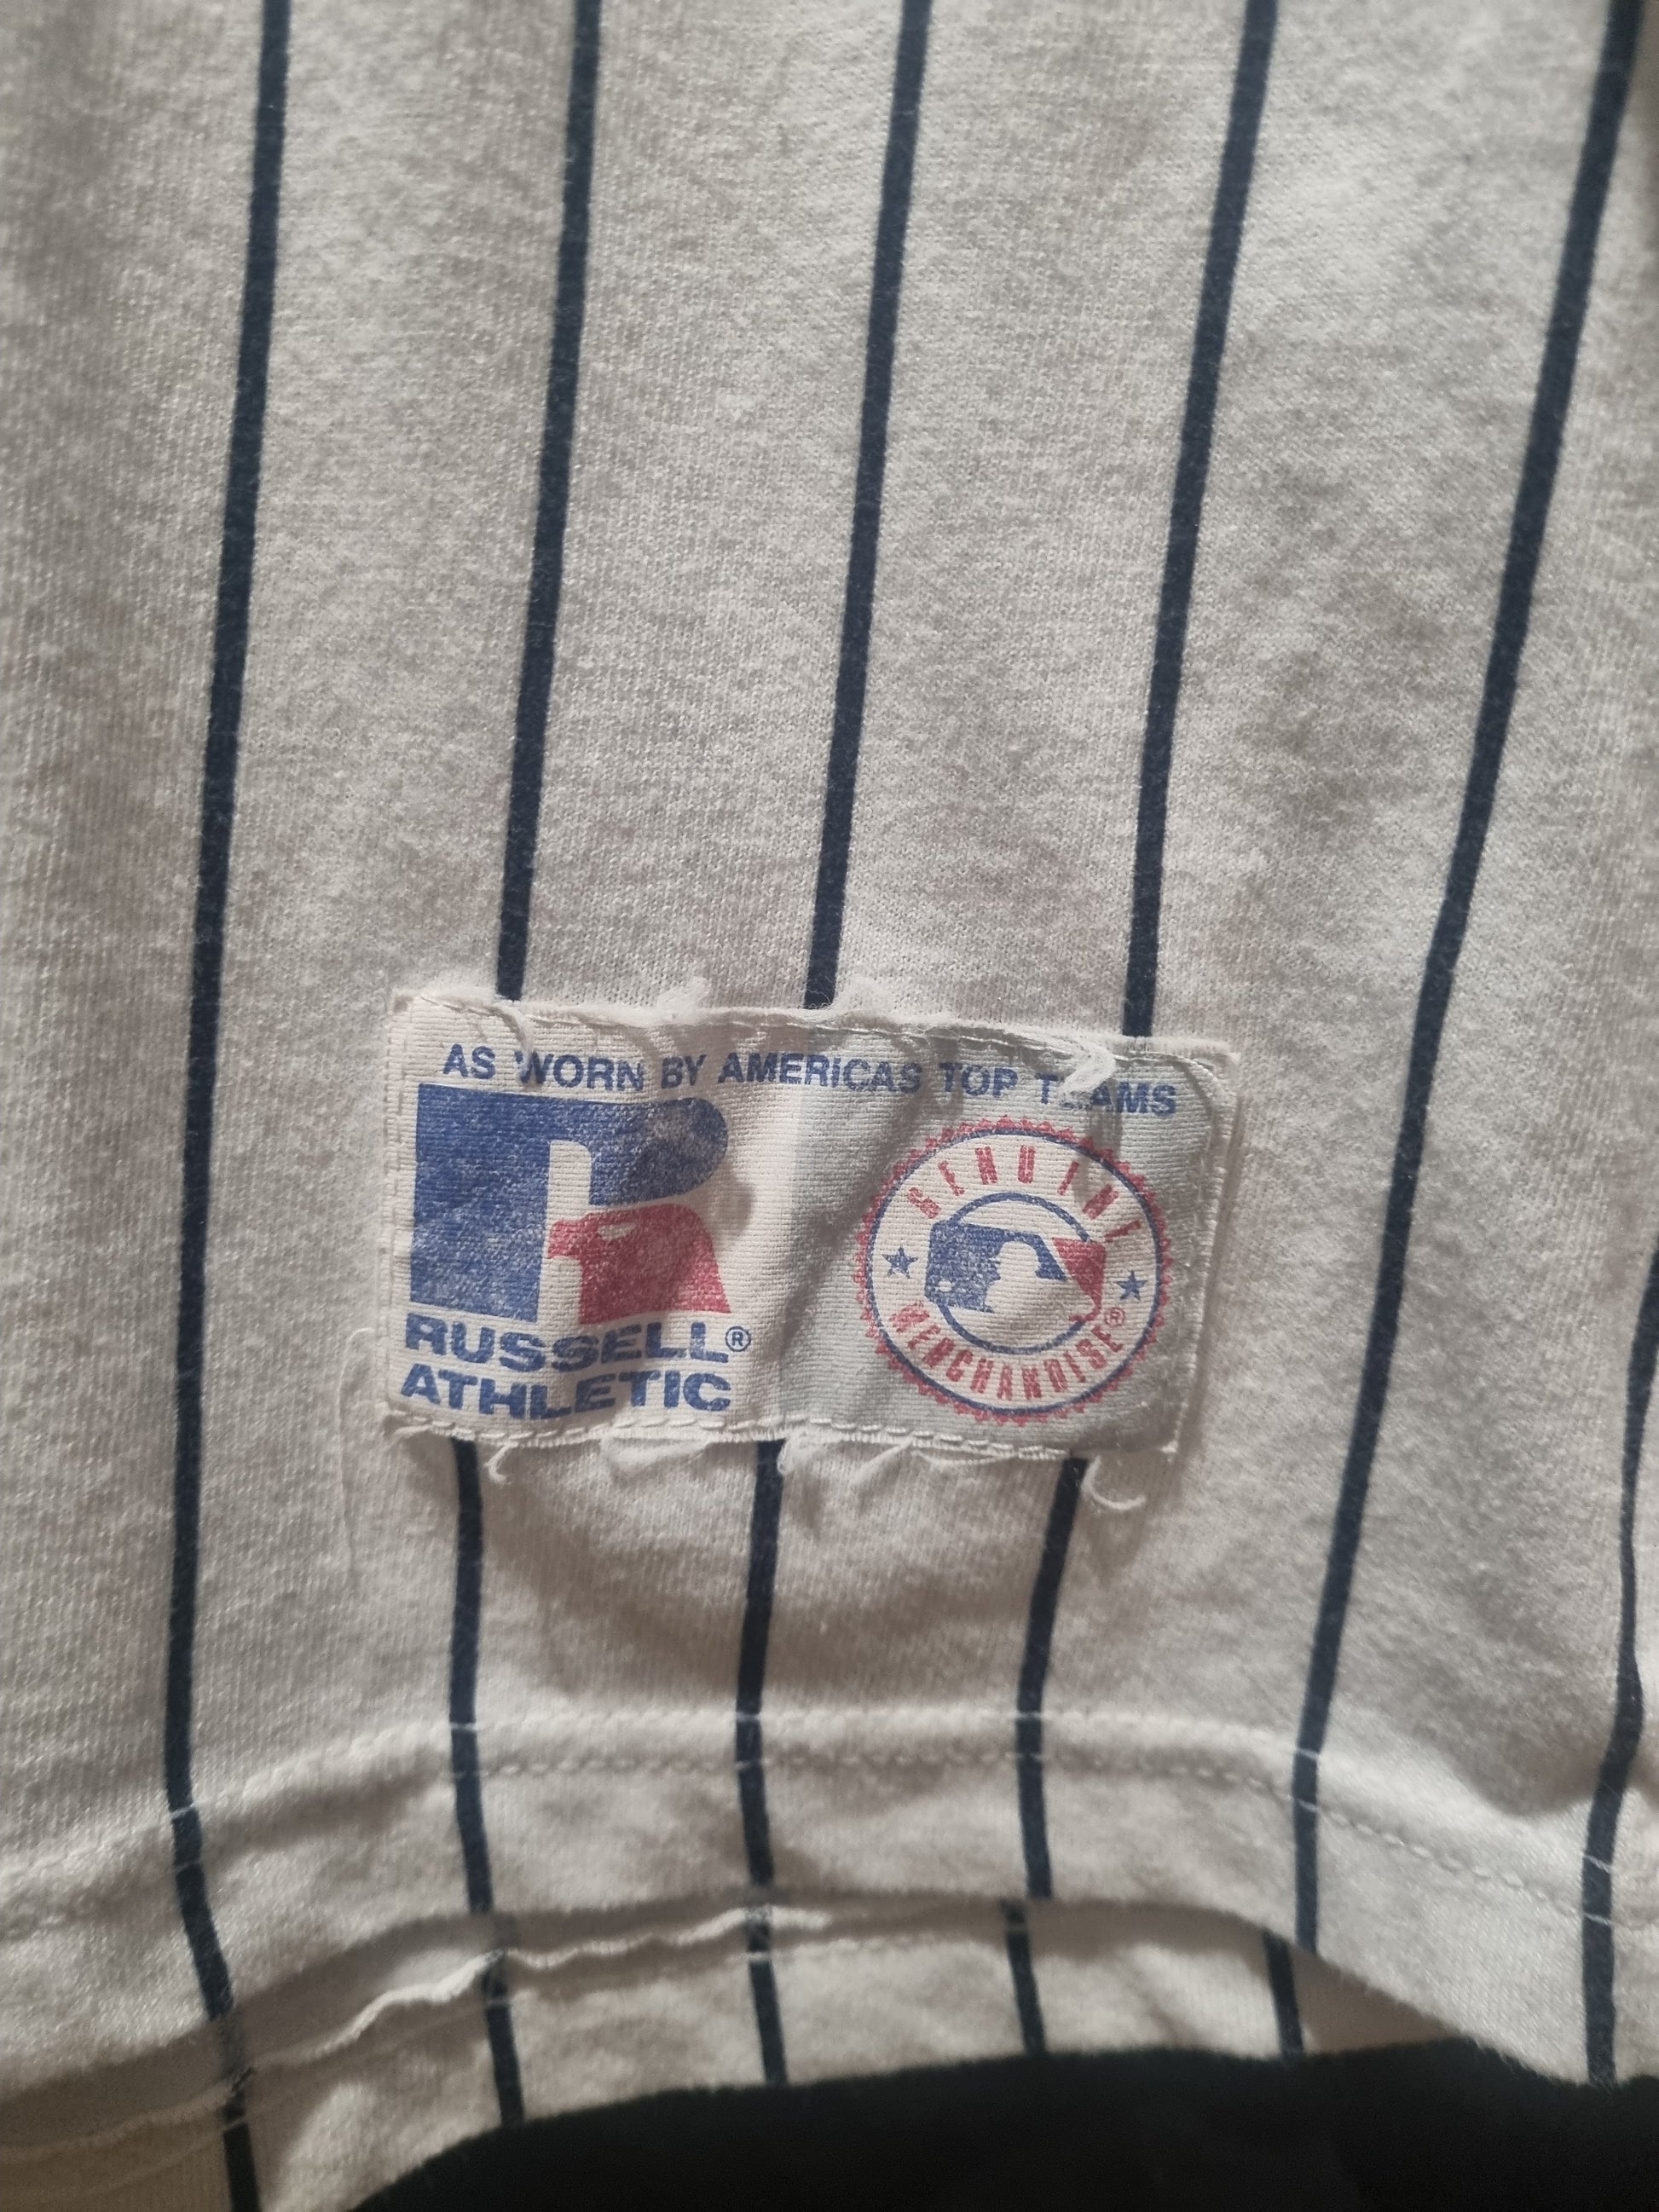 AS WORN BY AMERICAS TOP TEAMS
RUSSELL®
ATHLETIC
GENUINE
MERCHANDISE®